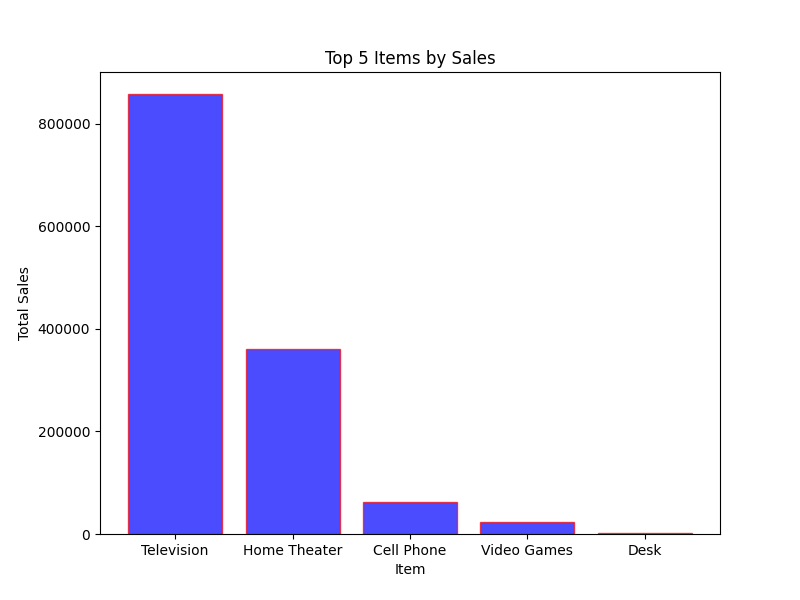 Top 5 Items by Sales
Total Sales
800000
600000
400000
200000
0
Television Home Theater Cell Phone Video Games Desk
Item